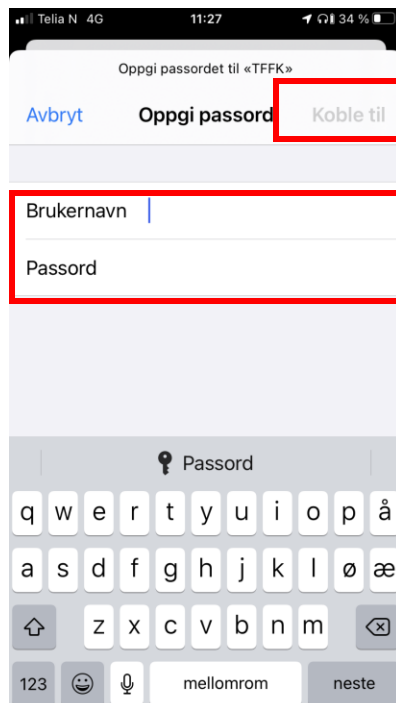 Telia N 4G 11:27 34 %
Oppgi passordet til «TFFK»
Avbryt Oppgi passord Koble til
Brukernavn
Passord
Passord
q w e r t y u i o p å
a s d f g h j k l ø æ
z x c v b n m
123 mellomrom neste